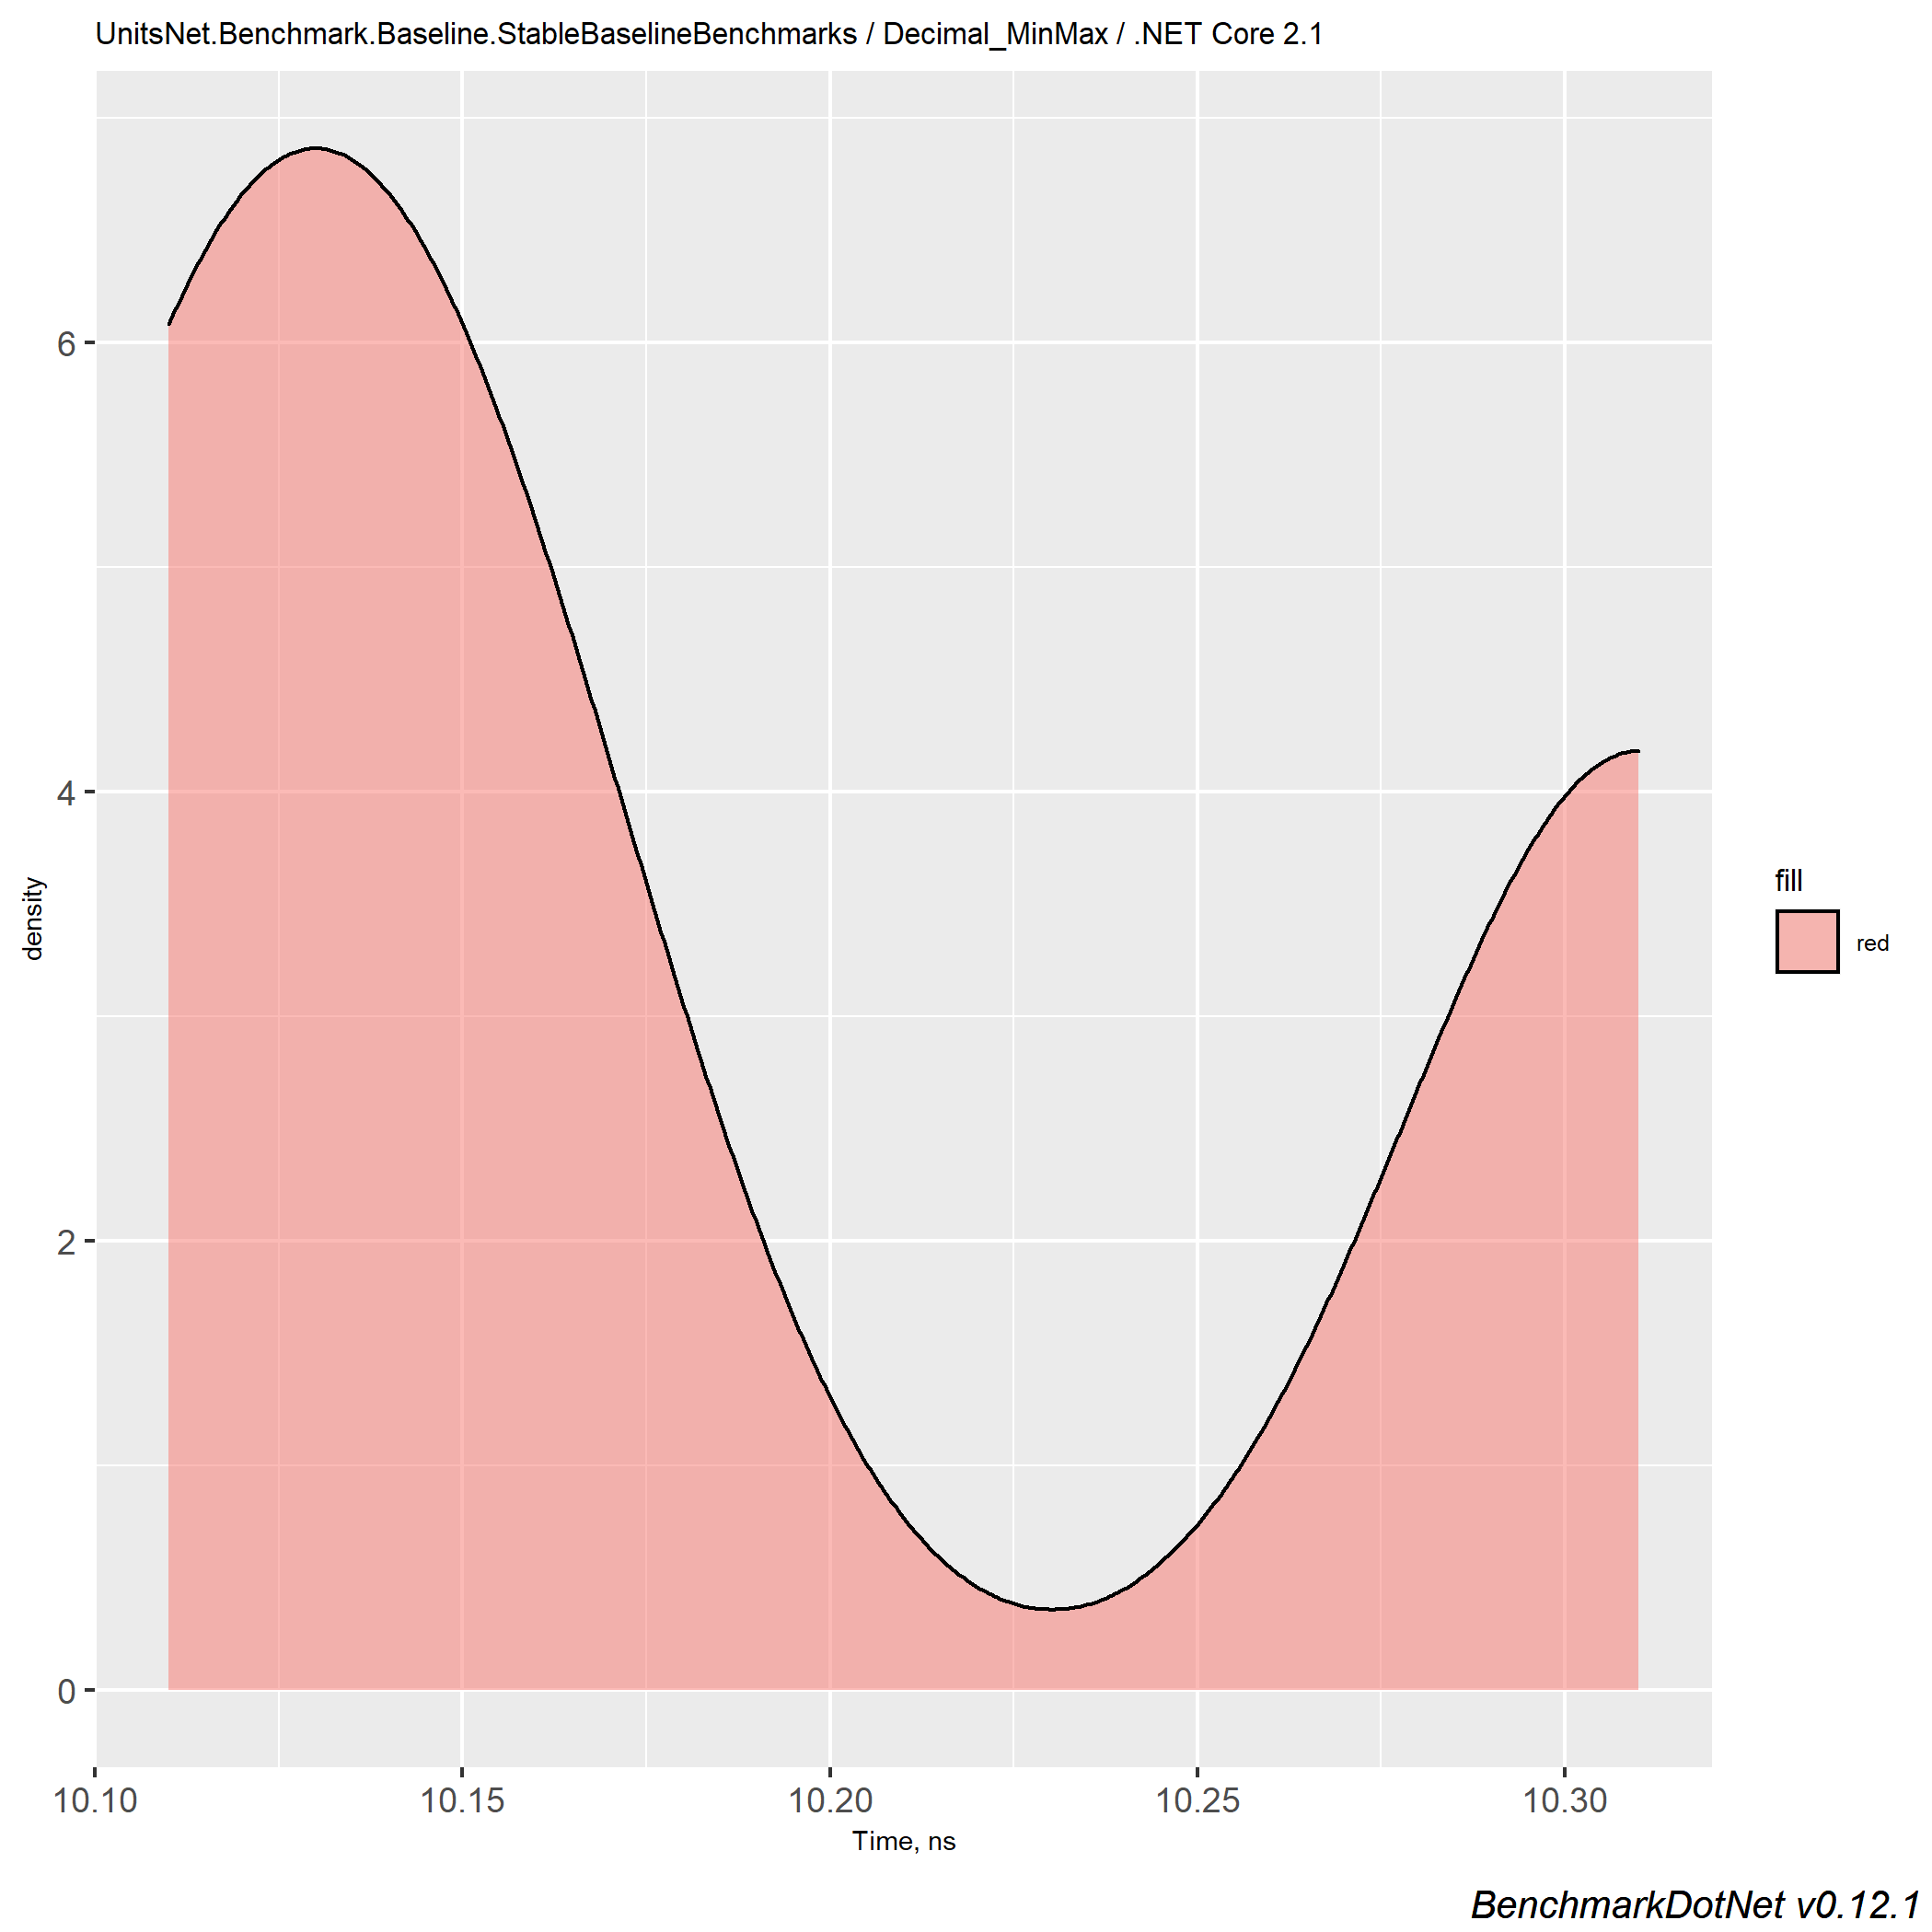 UnitsNet.Benchmark.Baseline.StableBaselineBenchmarks / Decimal_MinMax / .NET Core 2.1
6
4
2
0
density
10.10 10.15 10.20 10.25 10.30
Time, ns
fill
red
BenchmarkDotNet v0.12.1